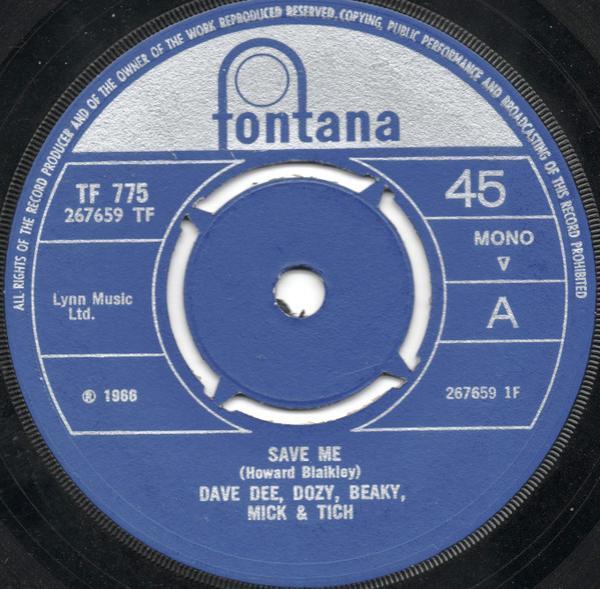 ALL RIGHTS OF THE RECORD PRODUCER AND OF THE OWNER OF THE WORK REPRODUCED RESERVED. COPYING, PUBLIC PERFORMANCE AND BROADCASTING OF THIS RECORD PROHIBITED
fontana
TF 775
267659 TF
45
MONO
∇
Lynn Music
Ltd.
A
℗ 1966
267659 1F
SAVE ME
(Howard Blaikley)
DAVE DEE, DOZY, BEAKY,
MICK & TICH